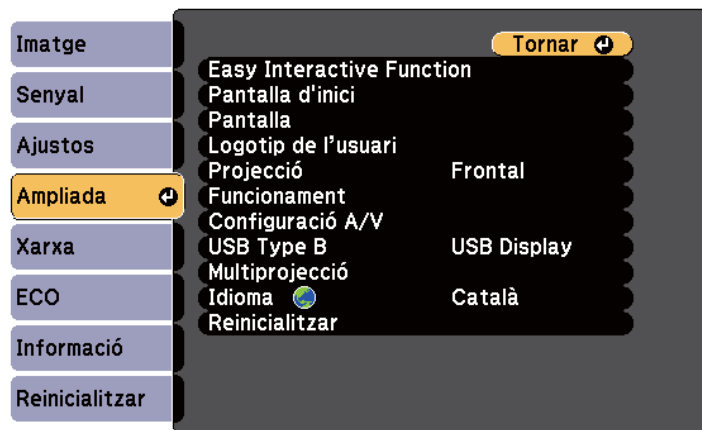 Imatge
Senyal
Ajustos
Ampliada
Xarxa
ECO
Informació
Reinicialitzar
Tornar
Easy Interactive Function
Pantalla d'inici
Pantalla
Logotip de l’usuari
Projecció Frontal
Funcionament
Configuració A/V
USB Type B USB Display
Multiprojecció
Idioma Català
Reinicialitzar